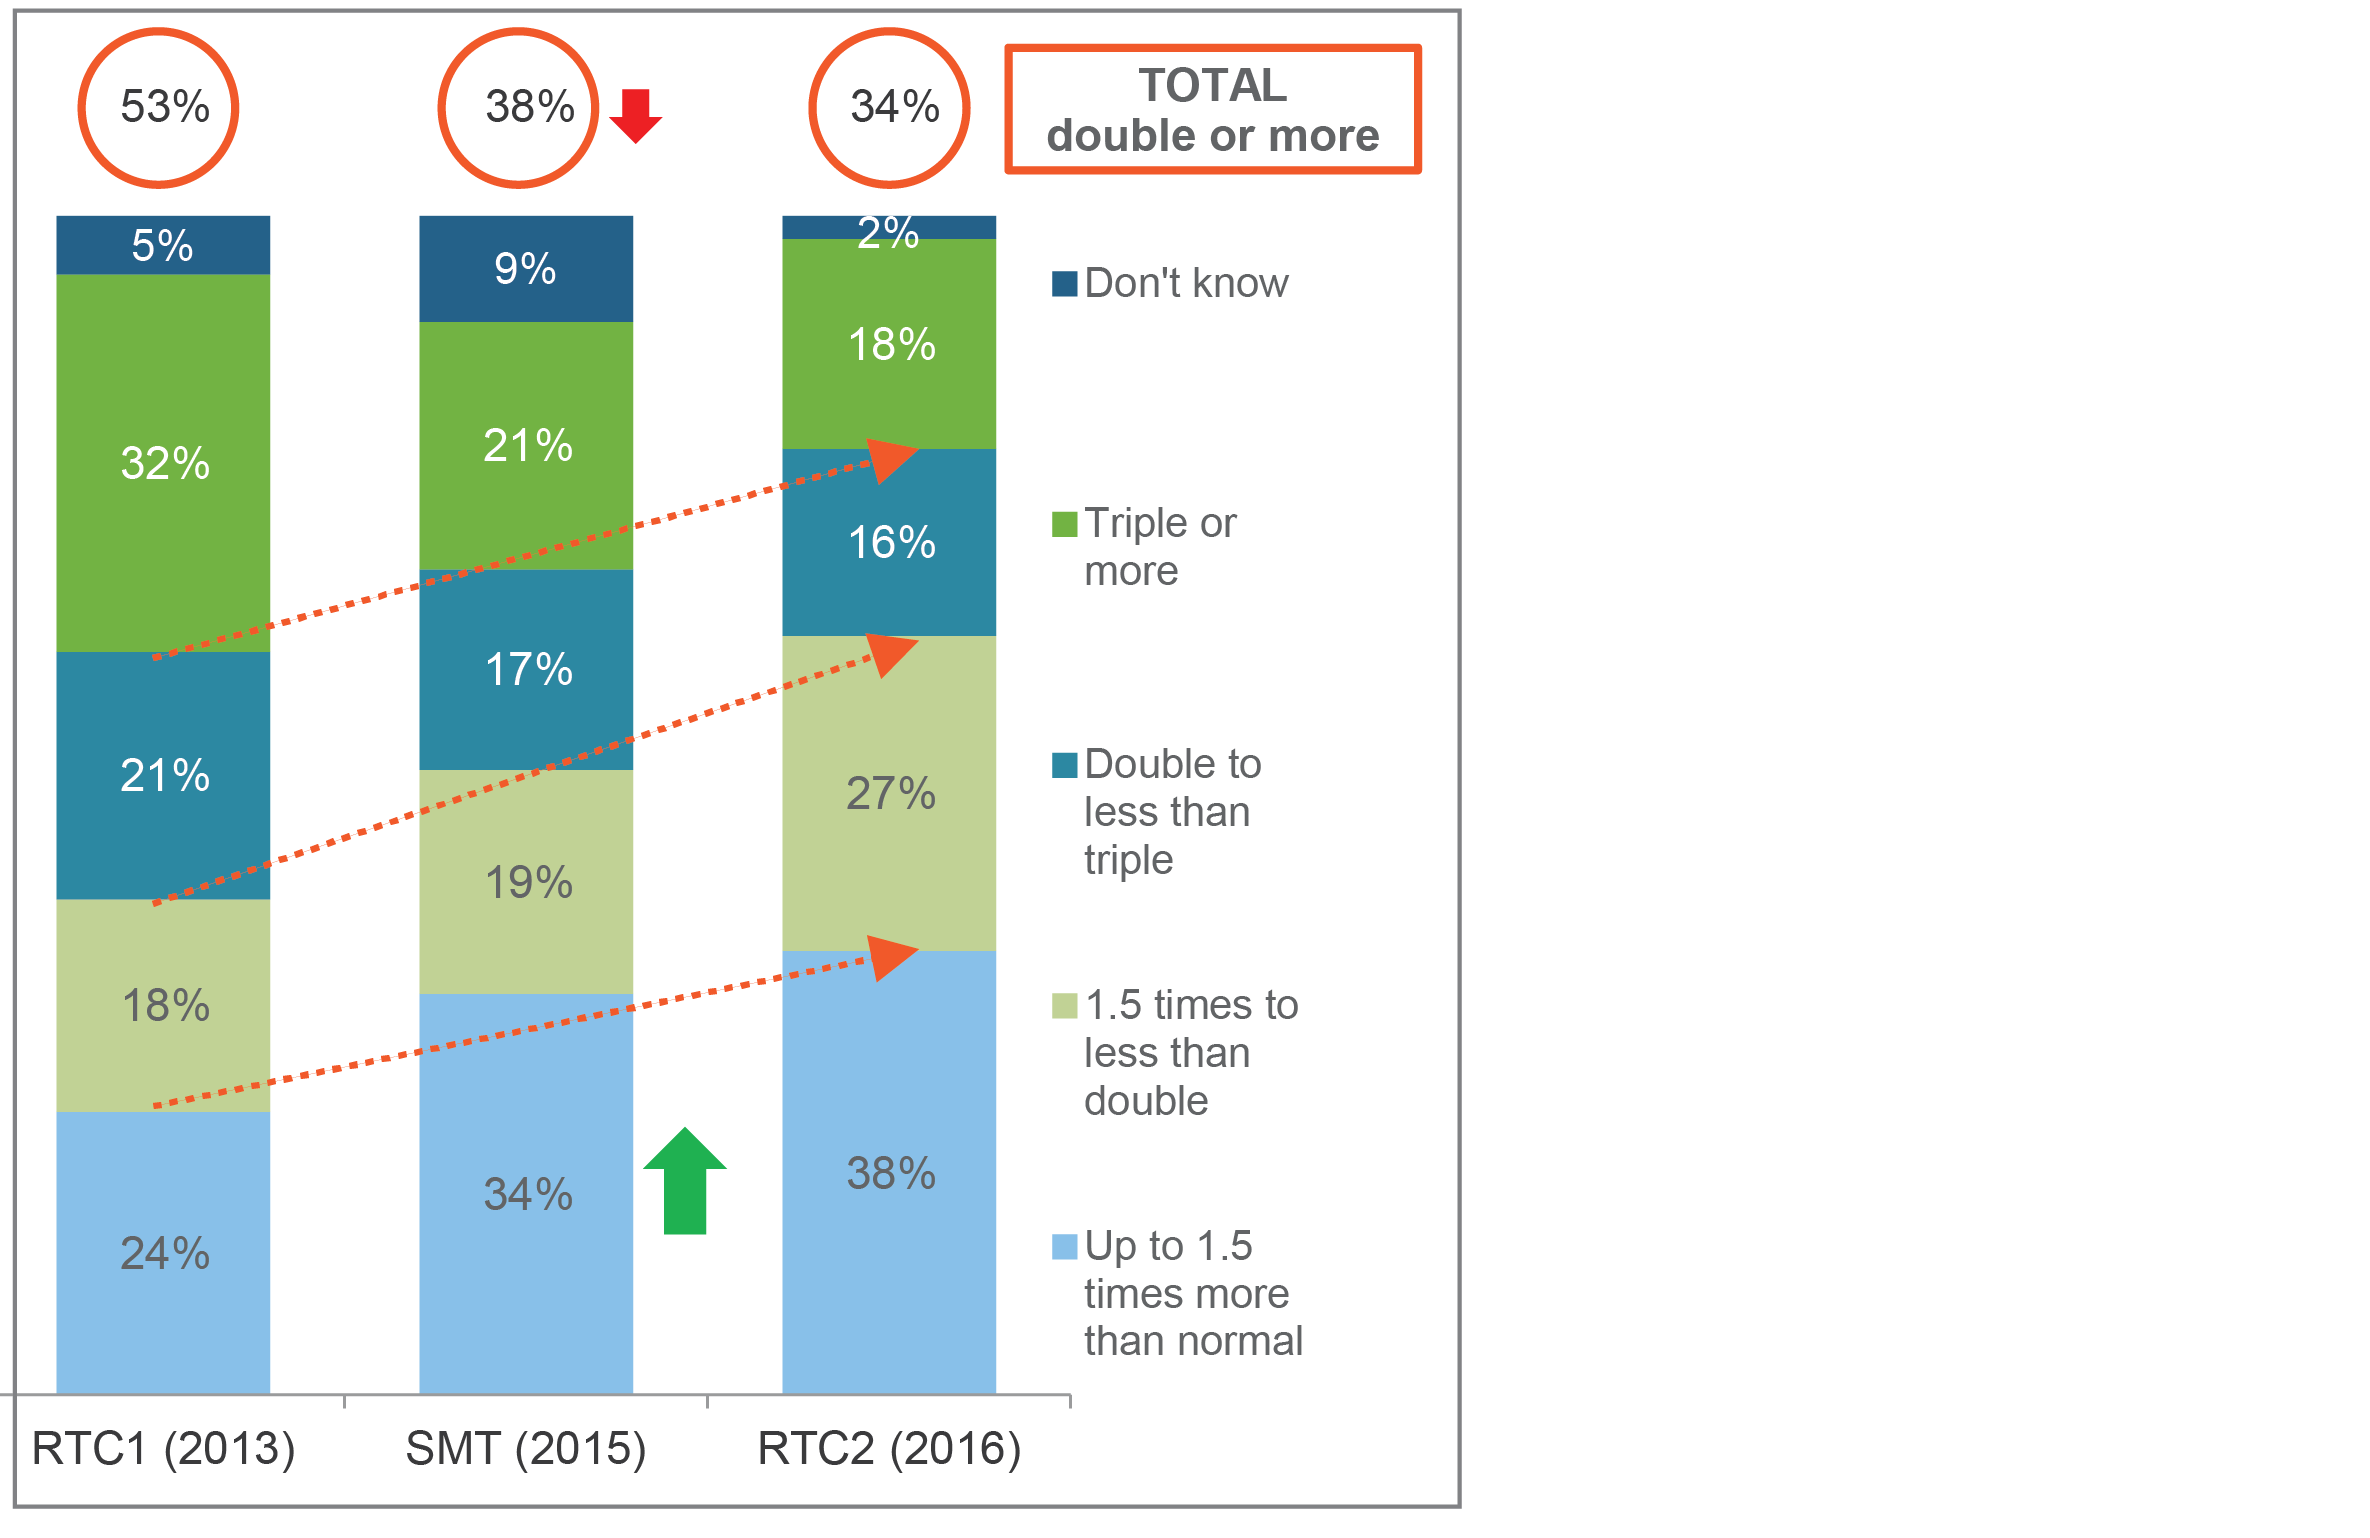 53%
38%
34%
TOTAL
double or more
5%
9%
2%
32%
21%
18%
21%
17%
16%
18%
19%
27%
24%
34%
38%
Don't know
Triple or
more
Double to
less than
triple
1.5 times to
less than
double
Up to 1.5
times more
than normal
RTC1 (2013)
SMT (2015)
RTC2 (2016)